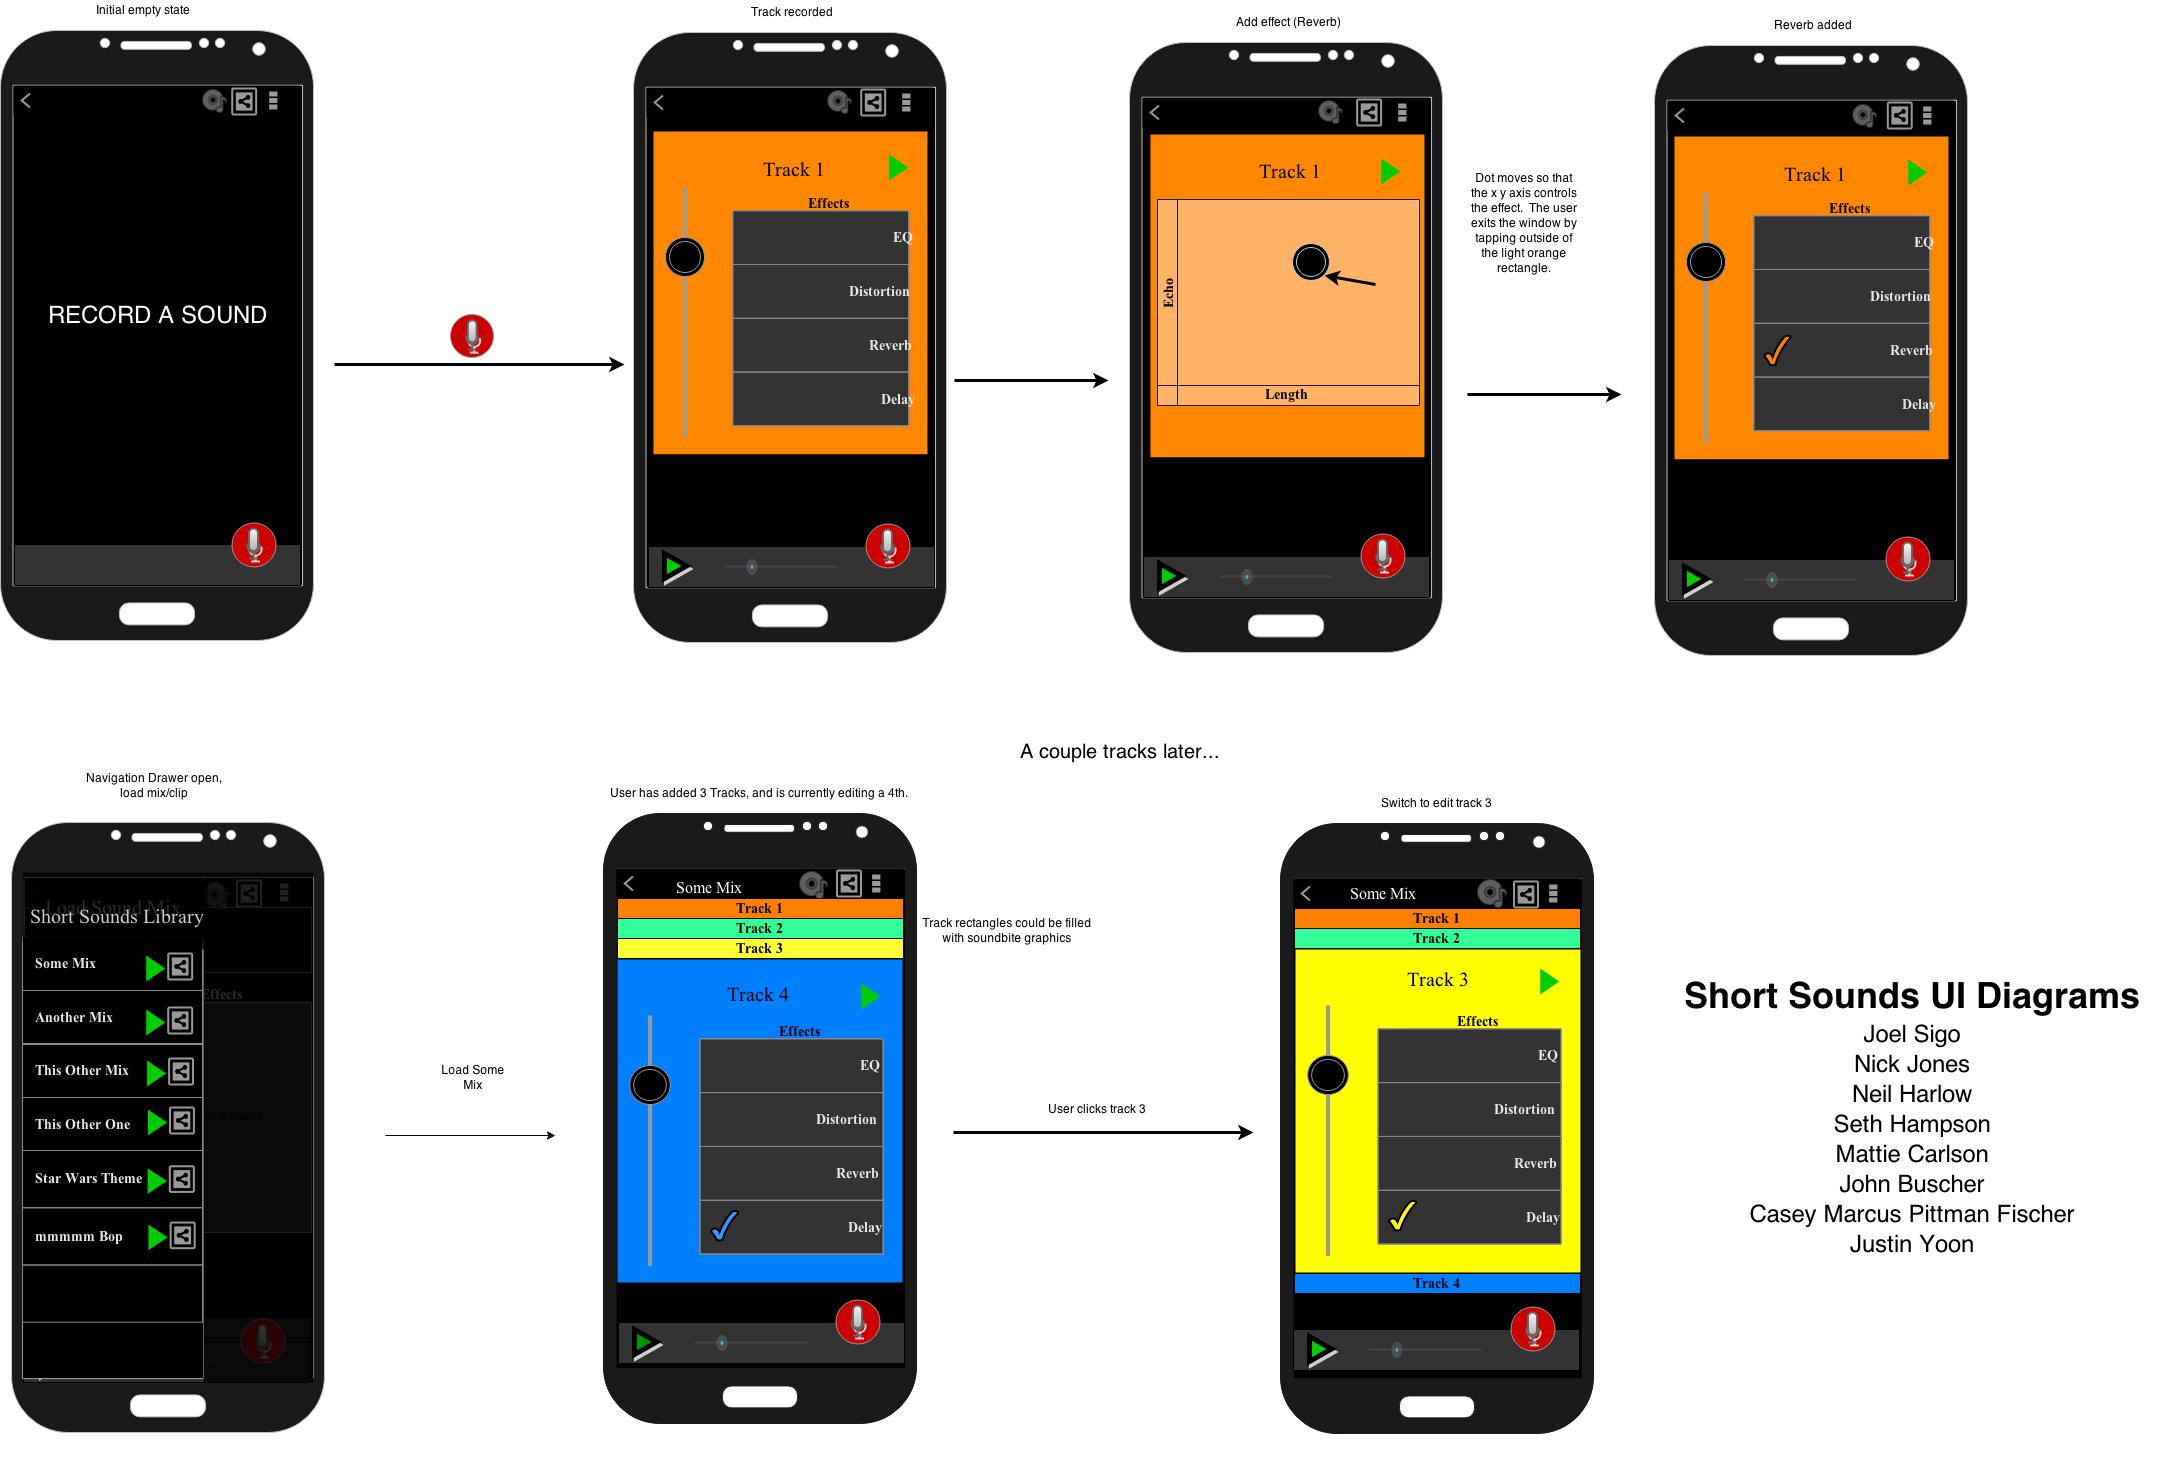 Initial empty state
RECORD A SOUND
Track recorded
Track 1
Effects
EQ
Distortion
Reverb
Delay
Add effect (Reverb)
Track 1
Echo
Length
Dot moves so that
the x y axis controls
the effect.  The user
exits the window by
tapping outside of
the light orange
rectangle.
Reverb added
Track 1
Effects
EQ
Distortion
Reverb
Delay
A couple tracks later...
Navigation Drawer open,
load mix/clip
Load Sound Mix
Short Sounds Library
Some Mix
Another Mix
This Other Mix
This Other One
Star Wars Theme
mmmmm Bop
Effects
a sound
Load Some
Mix
User has added 3 Tracks, and is currently editing a 4th.
Some Mix
Track 1
Track 2
Track 3
Track 4
Effects
EQ
Distortion
Reverb
Delay
Track rectangles could be filled
with soundbite graphics
User clicks track 3
Switch to edit track 3
Some Mix
Track 1
Track 2
Track 3
Effects
EQ
Distortion
Reverb
Delay
Track 4
Short Sounds UI Diagrams
Joel Sigo
Nick Jones
Neil Harlow
Seth Hampson
Mattie Carlson
John Buscher
Casey Marcus Pittman Fischer
Justin Yoon